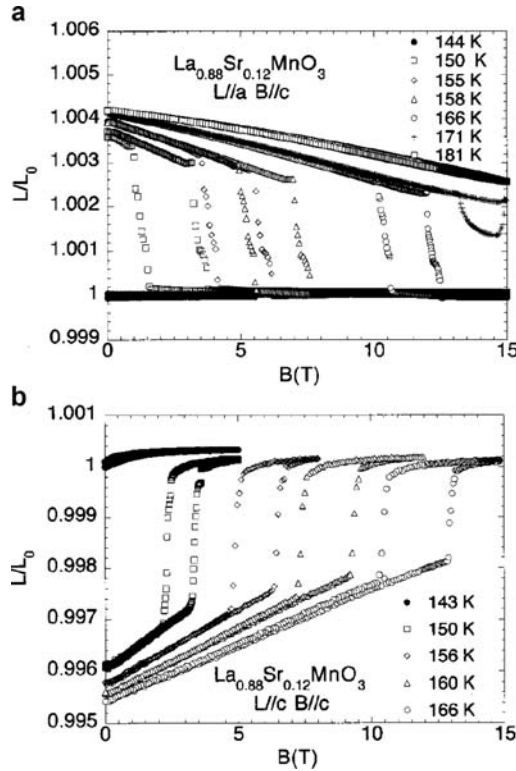 a
1.006
La0.88Sr0.12MnO3
L//a B//c
144 K
150 K
155 K
158 K
166 K
171 K
181 K
1.005
1.004
1.003
1.002
1.001
1
0.999
L/L0
0
5
10
15
B(T)
b
1.001
1
0.999
0.998
0.997
0.996
0.995
L/L0
143 K
150 K
156 K
160 K
166 K
La0.88Sr0.12MnO3
L//c B//c
0
5
10
15
B(T)